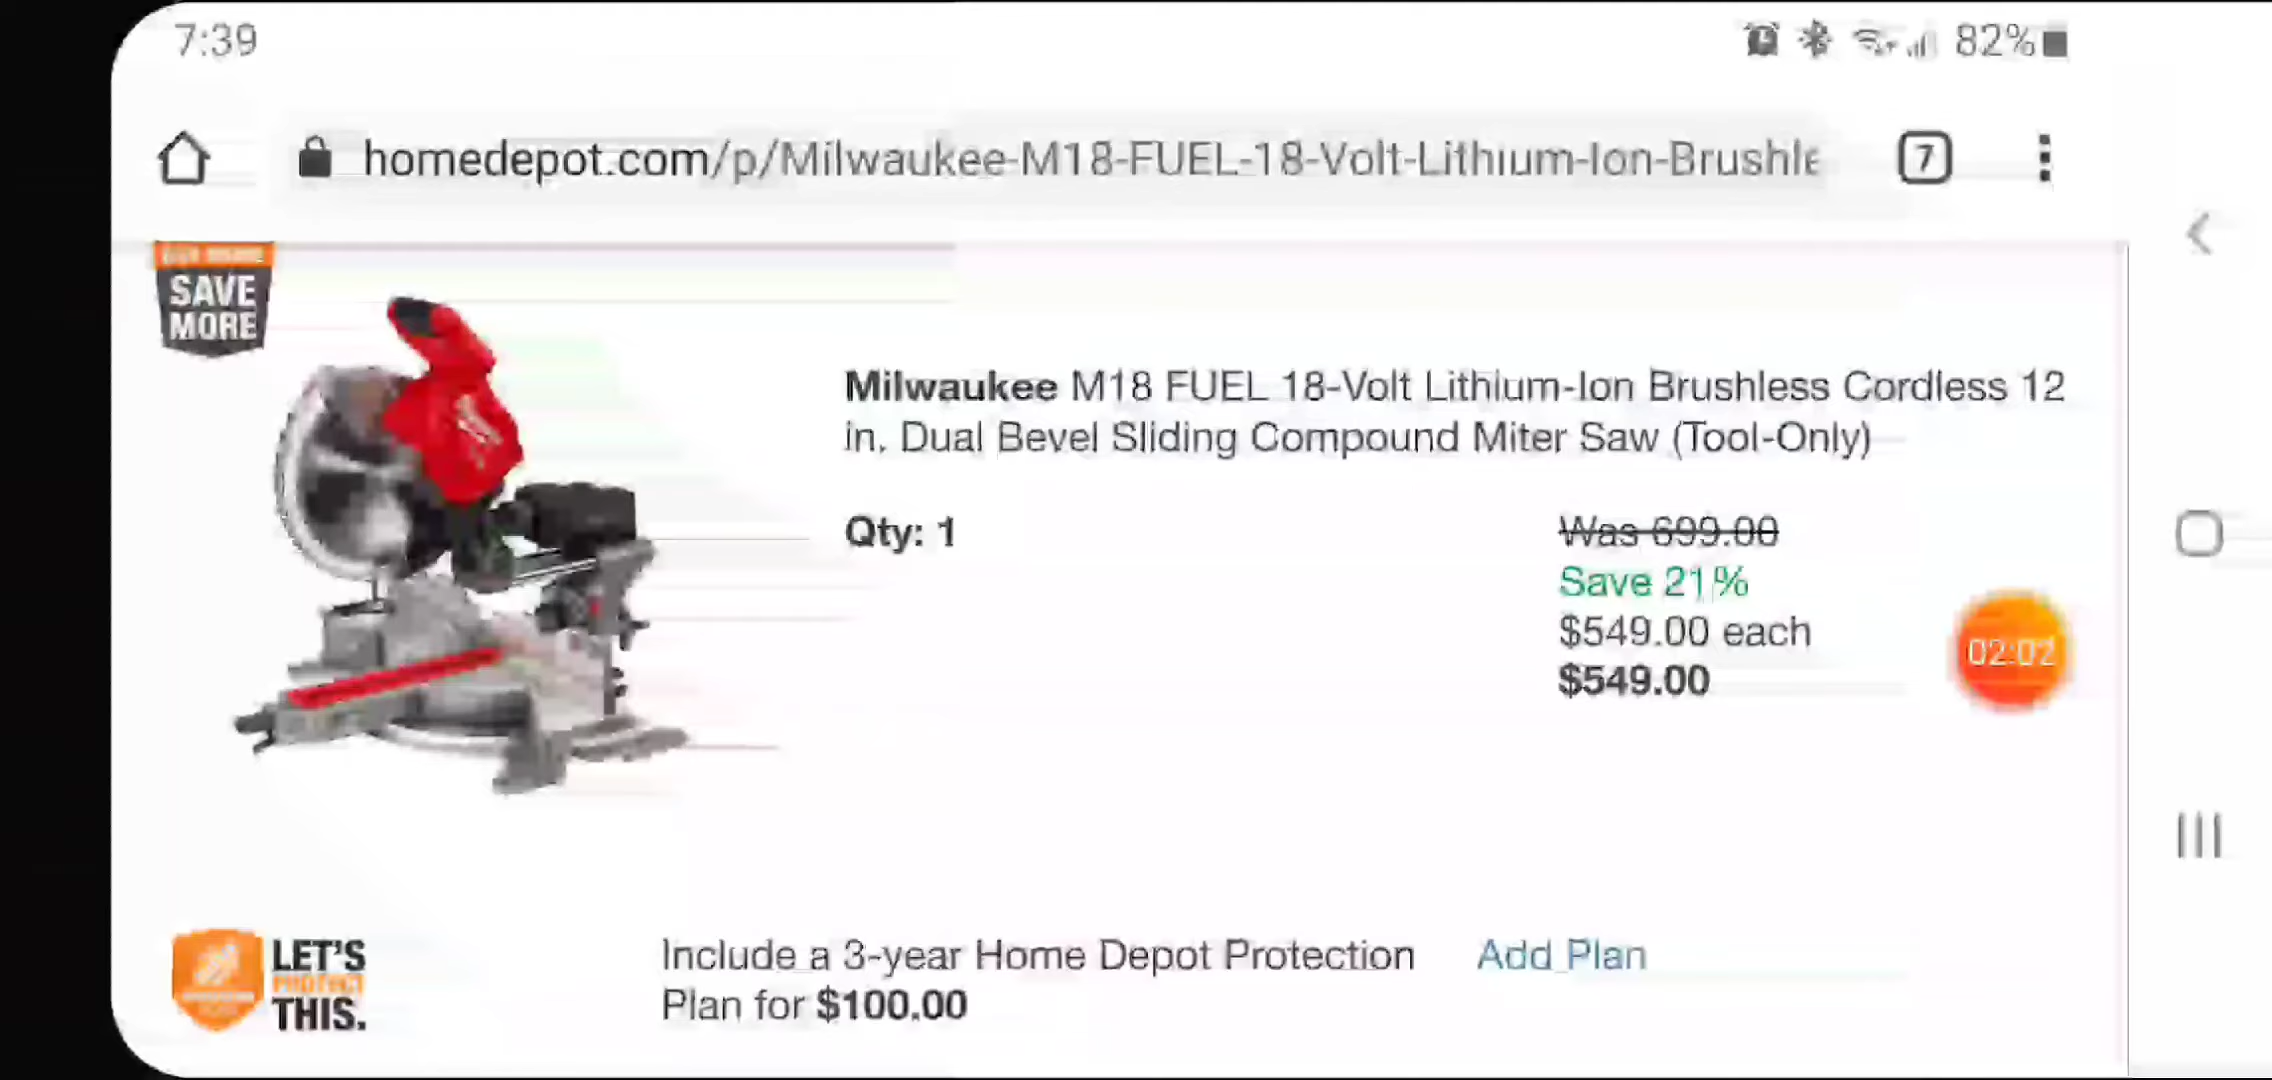 7:39
82%
homedepot.com/p/Milwaukee-M18-FUEL-18-Volt-Lithium-Ion-Brushle
7
SAVE
MORE
Milwaukee M18 FUEL 18-Volt Lithium-Ion Brushless Cordless 12
in. Dual Bevel Sliding Compound Miter Saw (Tool-Only)
Qty: 1
Was 699.00
Save 21%
$549.00 each
$549.00
02:02
LET'S
PROTECT
THIS.
Include a 3-year Home Depot Protection
Plan for $100.00
Add Plan